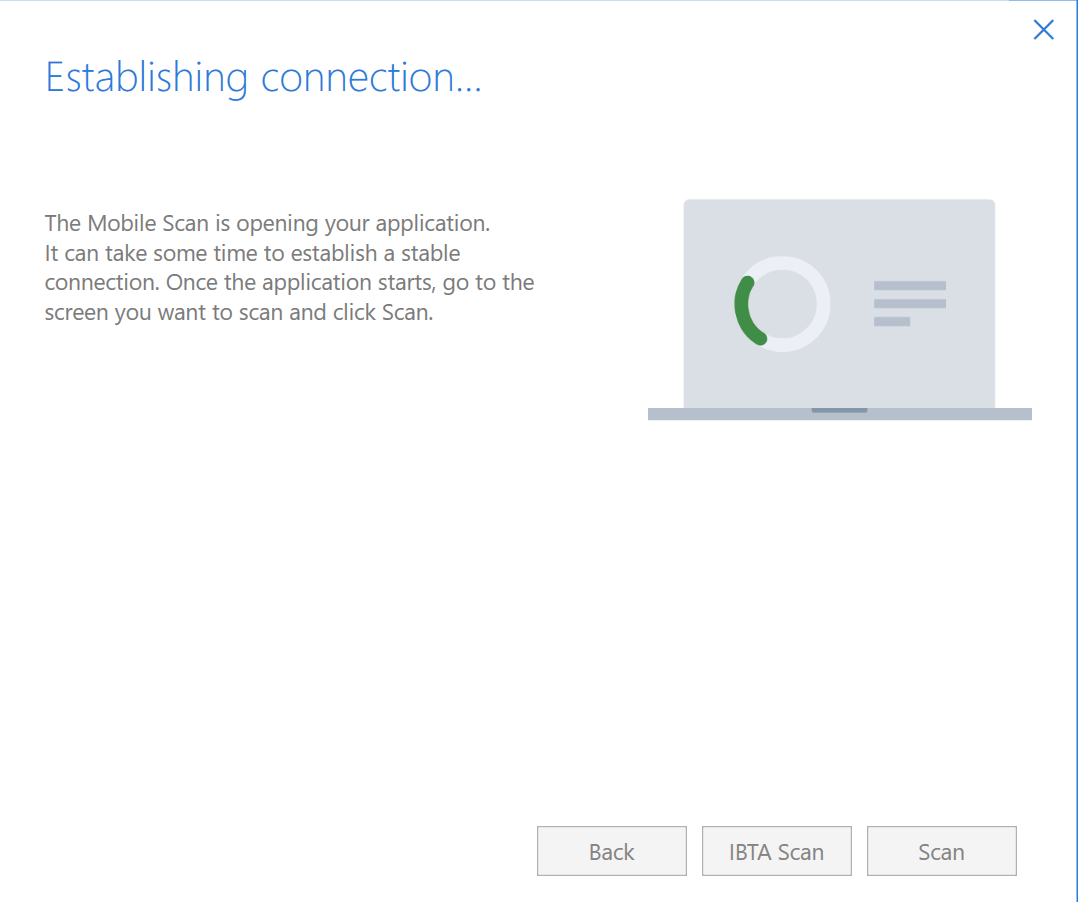 Establishing connection...
The Mobile Scan is opening your application.
It can take some time to establish a stable
connection. Once the application starts, go to the
screen you want to scan and click Scan.
Back
IBTA Scan
Scan